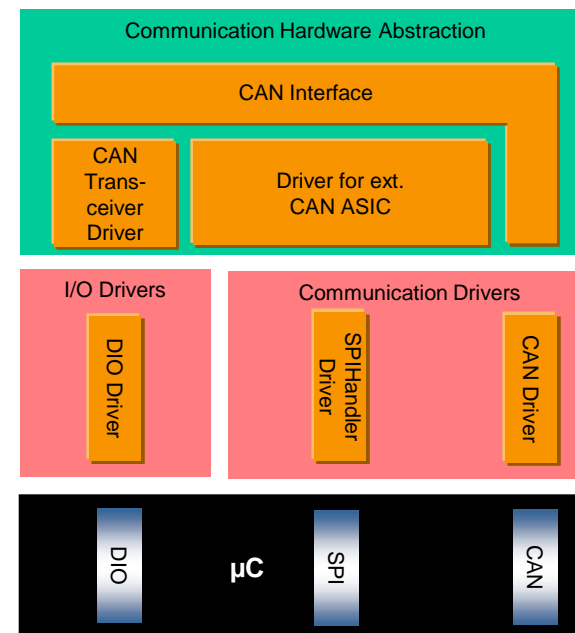 Communication Hardware Abstraction
CAN Interface
CAN
Trans-
ceiver
Driver
Driver for ext.
CAN ASIC
I/O Drivers
Communication Drivers
DIO Driver
SPIHandler
Driver
CAN Driver
DIO
µC
SPI
CAN